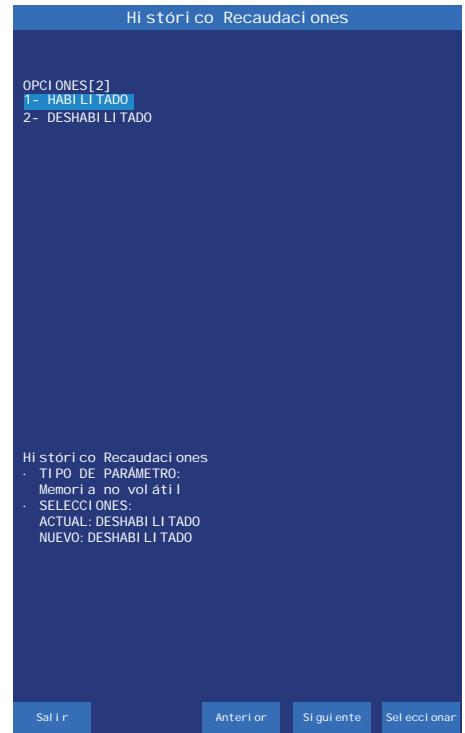 Histórico Recaudaciones
OPCIONES[2]
1- HABILITADO
2- DESHABILITADO
Histórico Recaudaciones
· TIPO DE PARÁMETRO:
Memoria no volátil
· SELECCIONES:
ACTUAL: DESHABILITADO
NUEVO: DESHABILITADO
Salir Anterior Siguiente Seleccionar